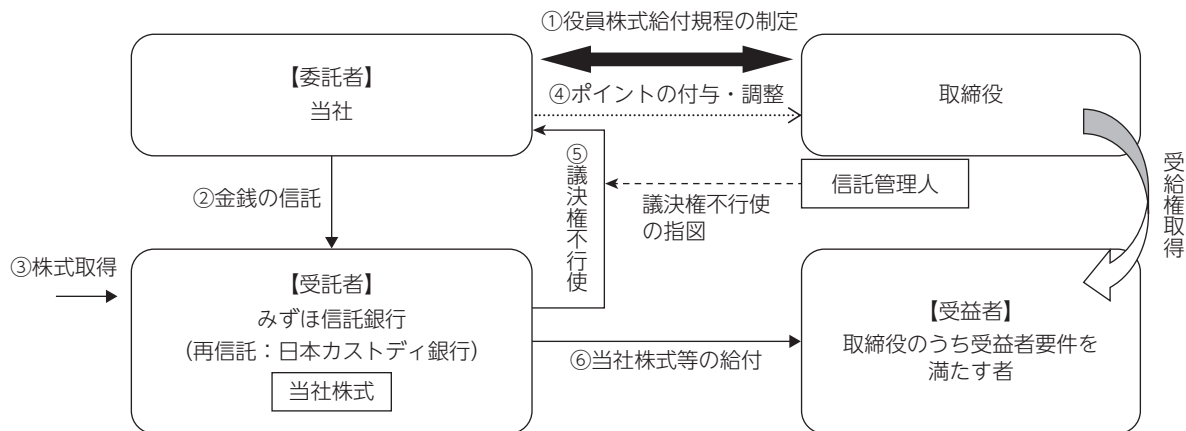 ①役員株式給付規程の制定
【委託者】
当社
④ポイントの付与・調整
取締役
②金銭の信託
⑤議決権不行使
議決権不行使
の指図
信託管理人
受給権取得
③株式取得
【受託者】
みずほ信託銀行
(再信託：日本カストディ銀行)
当社株式
⑥当社株式等の給付
【受益者】
取締役のうち受益者要件を
満たす者